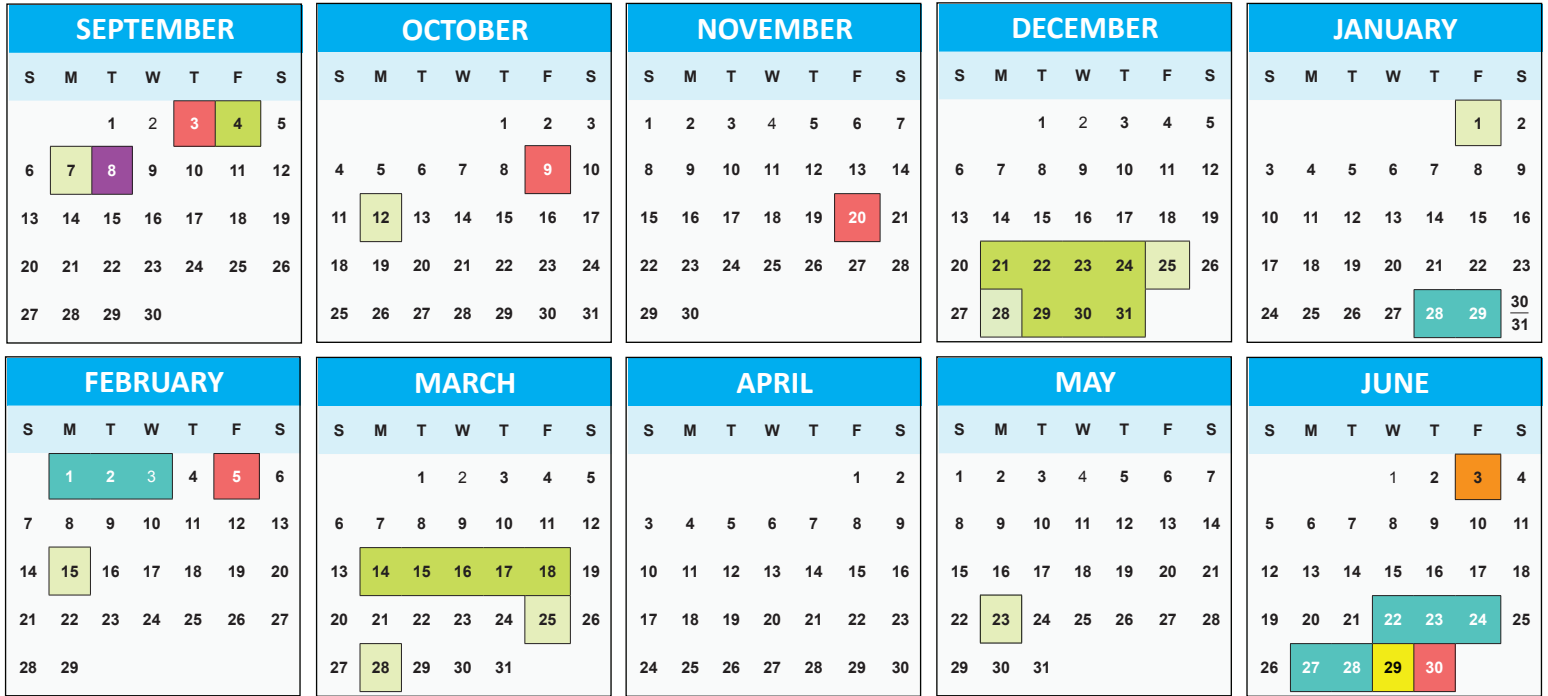 SEPTEMBER
S M T W T F S
1 2 3 4 5
6 7 8 9 10 11 12
13 14 15 16 17 18 19
20 21 22 23 24 25 26
27 28 29 30
OCTOBER
S M T W T F S
1 2 3
4 5 6 7 8 9 10
11 12 13 14 15 16 17
18 19 20 21 22 23 24
25 26 27 28 29 30 31
NOVEMBER
S M T W T F S
1 2 3 4 5 6 7
8 9 10 11 12 13 14
15 16 17 18 19 20 21
22 23 24 25 26 27 28
29 30
DECEMBER
S M T W T F S
1 2 3 4 5
6 7 8 9 10 11 12
13 14 15 16 17 18 19
20 21 22 23 24 25 26
27 28 29 30 31
JANUARY
S M T W T F S
1 2
3 4 5 6 7 8 9
10 11 12 13 14 15 16
17 18 19 20 21 22 23
24 25 26 27 28 29 30
31
FEBRUARY
S M T W T F S
1 2 3 4 5 6
7 8 9 10 11 12 13
14 15 16 17 18 19 20
21 22 23 24 25 26 27
28 29
MARCH
S M T W T F S
1 2 3 4 5
6 7 8 9 10 11 12
13 14 15 16 17 18 19
20 21 22 23 24 25 26
27 28 29 30 31
APRIL
S M T W T F S
1 2
3 4 5 6 7 8 9
10 11 12 13 14 15 16
17 18 19 20 21 22 23
24 25 26 27 28 29 30
MAY
S M T W T F S
1 2 3 4 5 6 7
8 9 10 11 12 13 14
15 16 17 18 19 20 21
22 23 24 25 26 27 28
29 30 31
JUNE
S M T W T F S
1 2 3 4
5 6 7 8 9 10 11
12 13 14 15 16 17 18
19 20 21 22 23 24 25
26 27 28 29 30